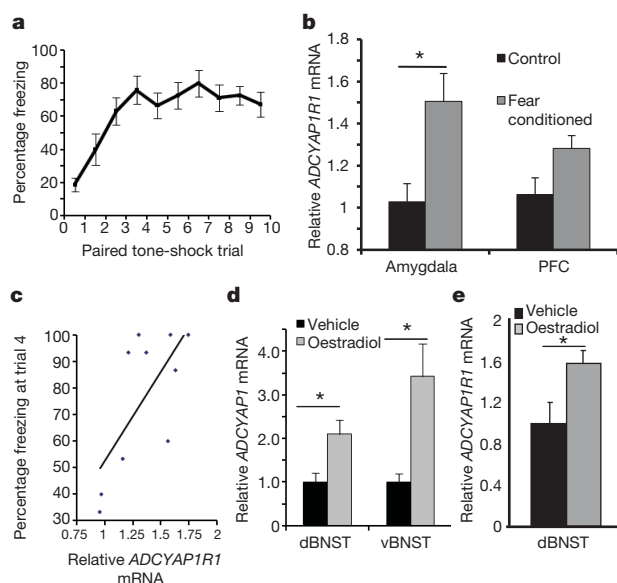 a
Percentage freezing
100
80
60
40
20
0
0 1 2 3 4 5 6 7 8 9 10
Paired tone-shock trial
b
Relative ADCYAP1R1 mRNA
1.8
1.6
1.4
1.2
1
0.8
*
Control
Fear
conditioned
Amygdala PFC
c
Percentage freezing at trial 4
100
90
80
70
60
50
40
30
0.75 1 1.25 1.5 1.75 2
Relative ADCYAP1R1
mRNA
d
Relative ADCYAP1 mRNA
Vehicle
Oestradiol
5.0
4.0
3.0
2.0
1.0
0
* *
dBNST vBNST
e
Relative ADCYAP1R1 mRNA
Vehicle
Oestradiol
2
1.6
1.2
0.8
0.4
0
*
dBNST